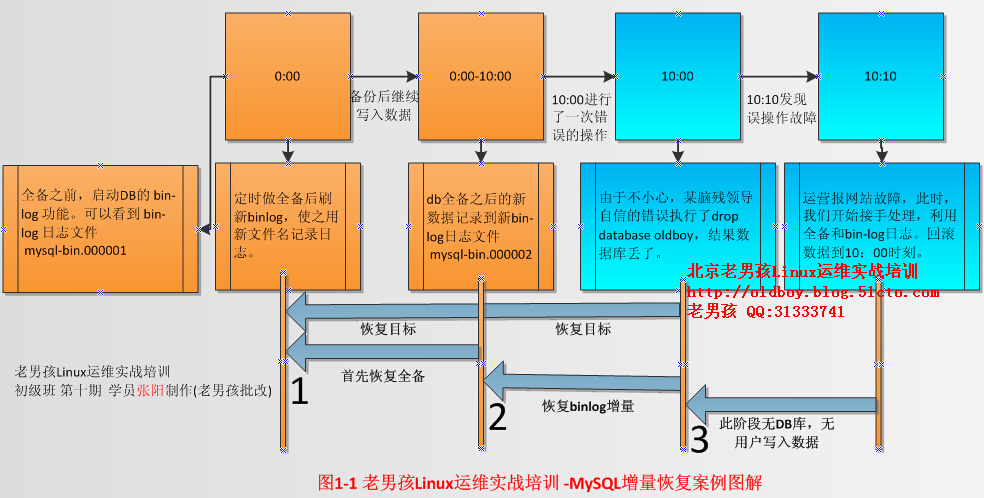 0:00
0:00-10:00
10:00
10:10
备份后继续
写入数据
10:00进行
了一次错
误的操作
10:10发现
误操作故障
全备之前，启动DB的 bin-
log 功能。可以看到 bin-
log 日志文件
mysql-bin.000001
定时做全备后刷
新binlog，使之用
新文件名记录日
志。
db全备之后的新
数据记录到新bin-
log日志文件
mysql-bin.000002
由于不小心，某脑残领导
自信的错误执行了drop
database oldboy，结果数
据库丢了。
运营报网站故障，此时，
我们开始接手处理，利用
全备和bin-log日志。回滚
数据到10：00时刻。
北京老男孩Linux运维实战培训
http://oldboy.blog.51cto.com
老男孩 QQ:31333741
恢复目标
恢复目标
首先恢复全备
1
恢复binlog增量
2
此阶段无DB库，无
用户写入数据
3
老男孩Linux运维实战培训
初级班 第十期 学员张阳制作(老男孩批改)
图1-1 老男孩Linux运维实战培训 -MySQL增量恢复案例图解